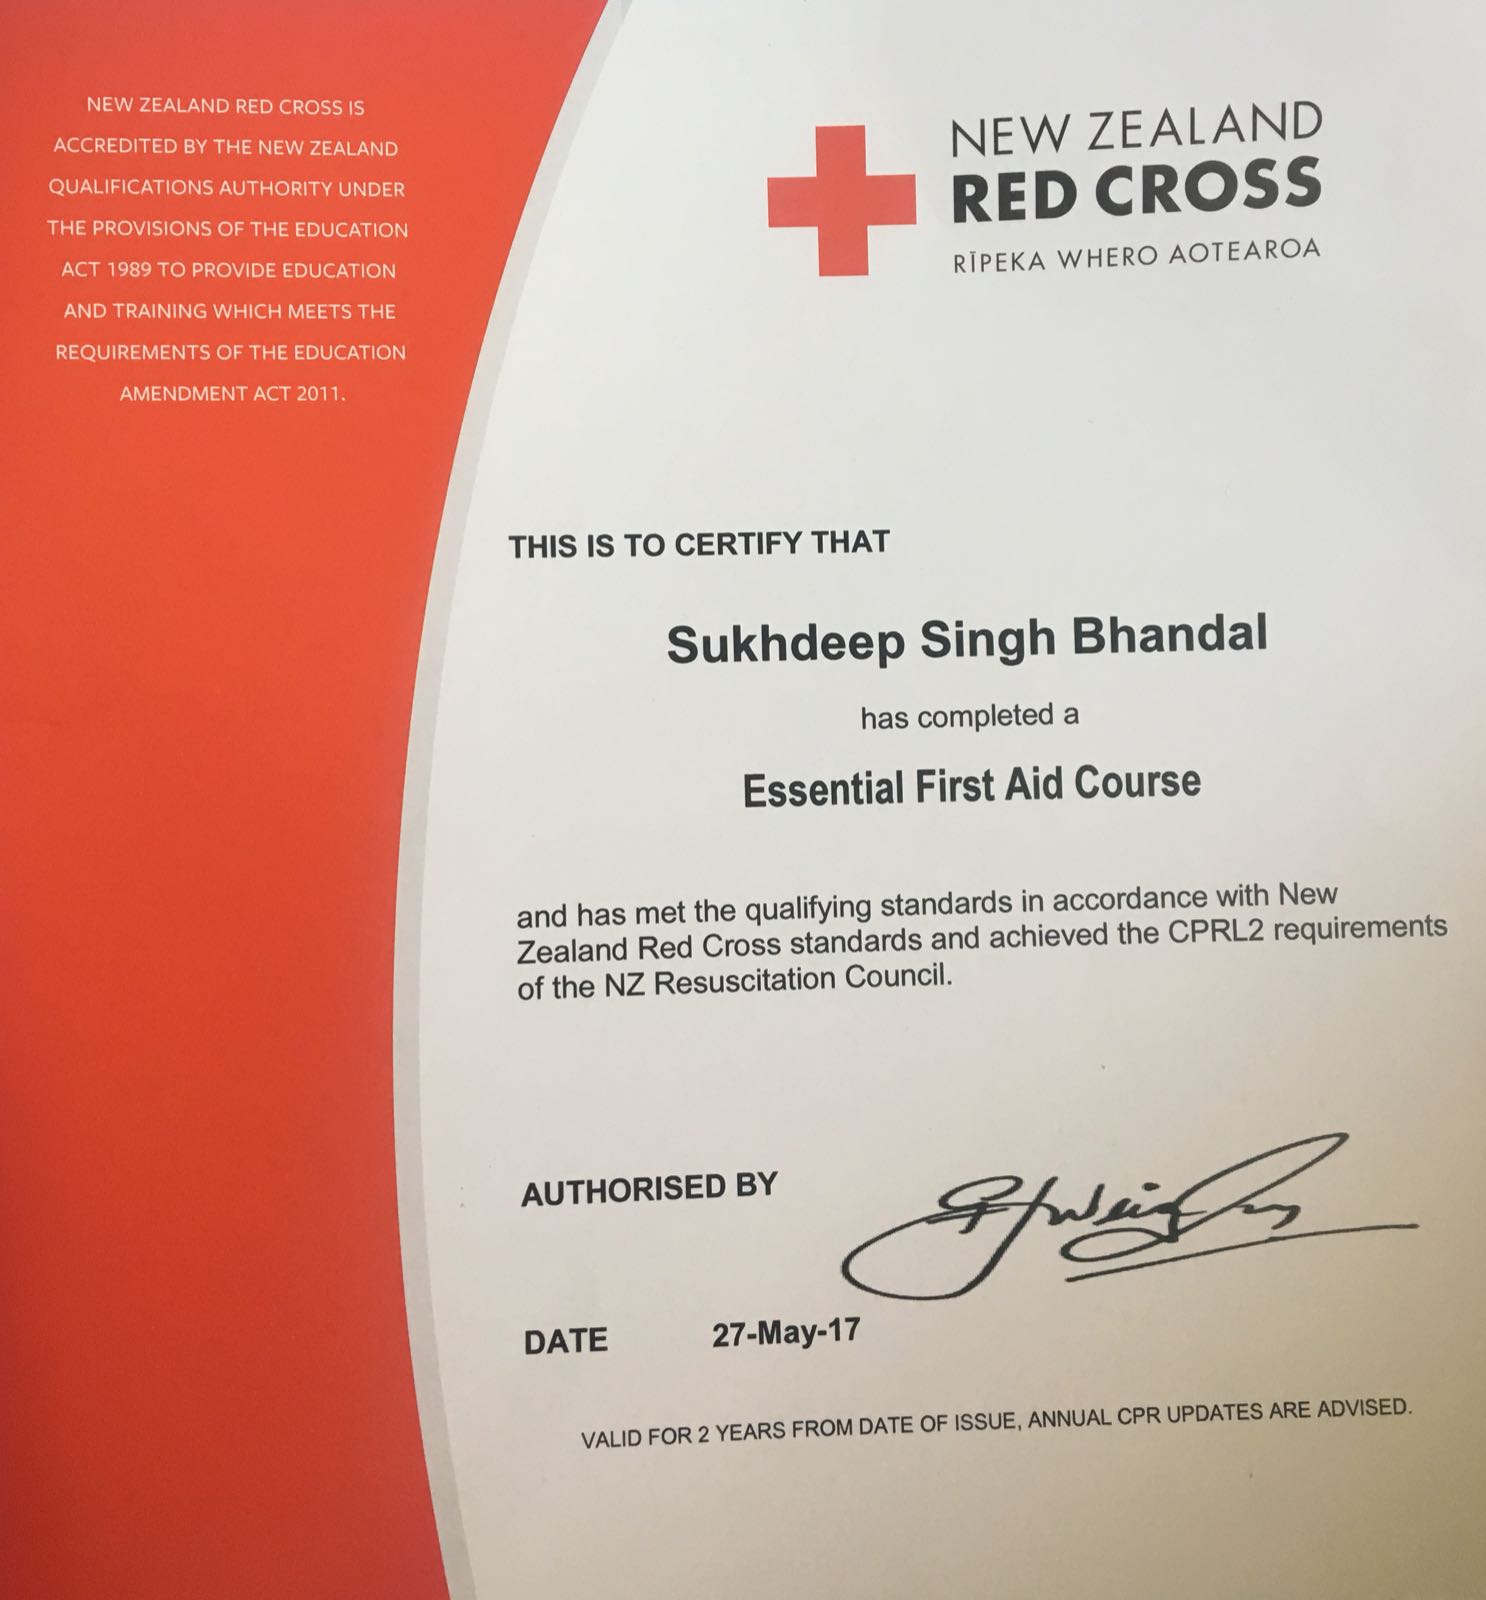 NEW ZEALAND RED CROSS IS
ACCREDITED BY THE NEW ZEALAND
QUALIFICATIONS AUTHORITY UNDER
THE PROVISIONS OF THE EDUCATION
ACT 1989 TO PROVIDE EDUCATION
AND TRAINING WHICH MEETS THE
REQUIREMENTS OF THE EDUCATION
AMENDMENT ACT 2011.
NEW ZEALAND
RED CROSS
RĪPEKA WHERO AOTEAROA
THIS IS TO CERTIFY THAT
Sukhdeep Singh Bhandal
has completed a
Essential First Aid Course
and has met the qualifying standards in accordance with New
Zealand Red Cross standards and achieved the CPRL2 requirements
of the NZ Resuscitation Council.
AUTHORISED BY
DATE 27-May-17
VALID FOR 2 YEARS FROM DATE OF ISSUE, ANNUAL CPR UPDATES ARE ADVISED.